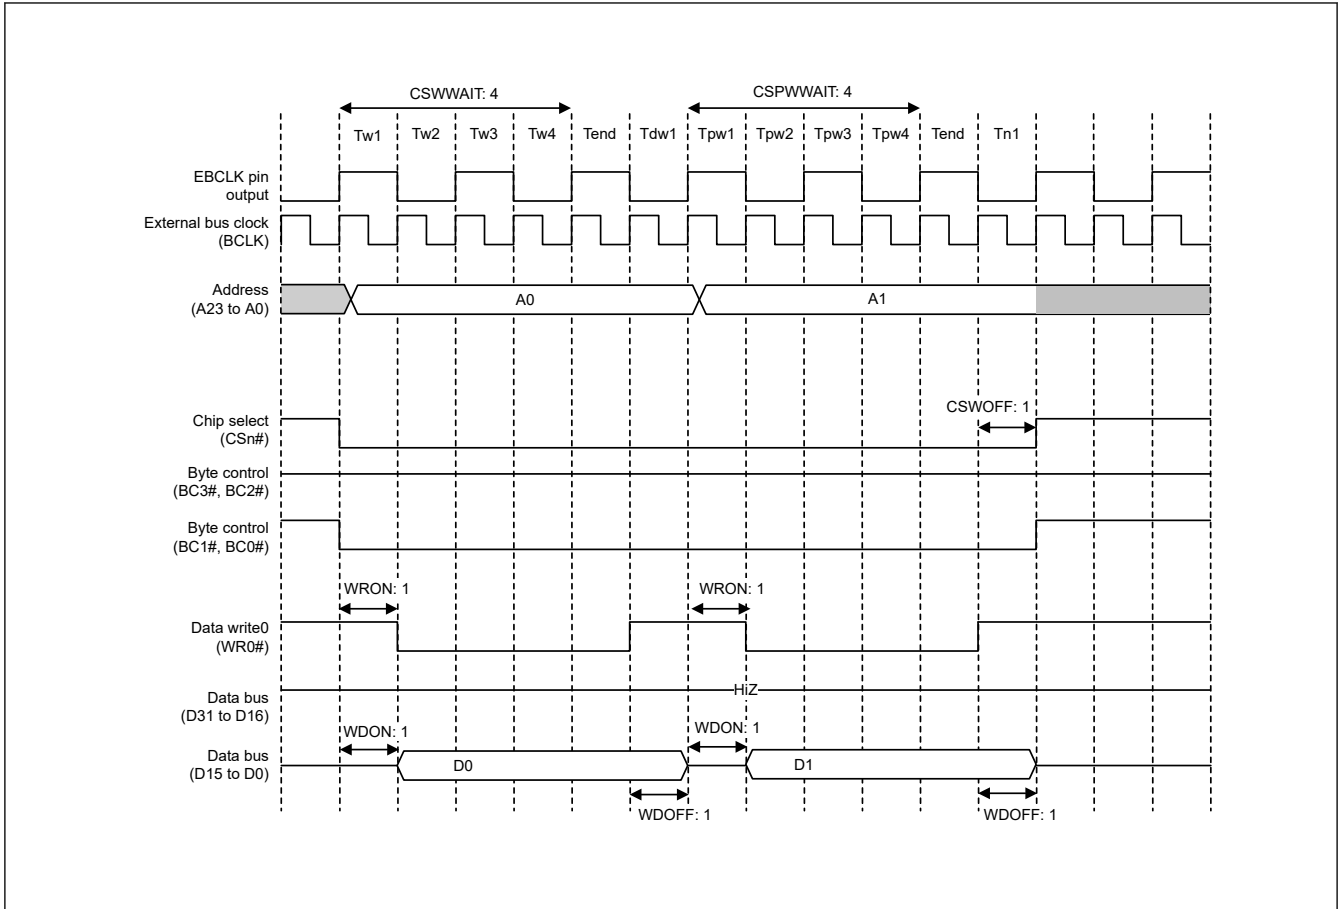 CSWWAIT: 4
CSPWWAIT: 4
Tw1 Tw2 Tw3 Tw4 Tend Tdw1 Tpw1 Tpw2 Tpw3 Tpw4 Tend Tn1
EBCLK pin
output
External bus clock
(BCLK)
Address
(A23 to A0)
A0
A1
CSWOFF: 1
Chip select
(CSn#)
Byte control
(BC3#, BC2#)
Byte control
(BC1#, BC0#)
WRON: 1
WRON: 1
Data write0
(WR0#)
HiZ
Data bus
(D31 to D16)
WDON: 1
WDON: 1
Data bus
(D15 to D0)
D0
D1
WDOFF: 1
WDOFF: 1